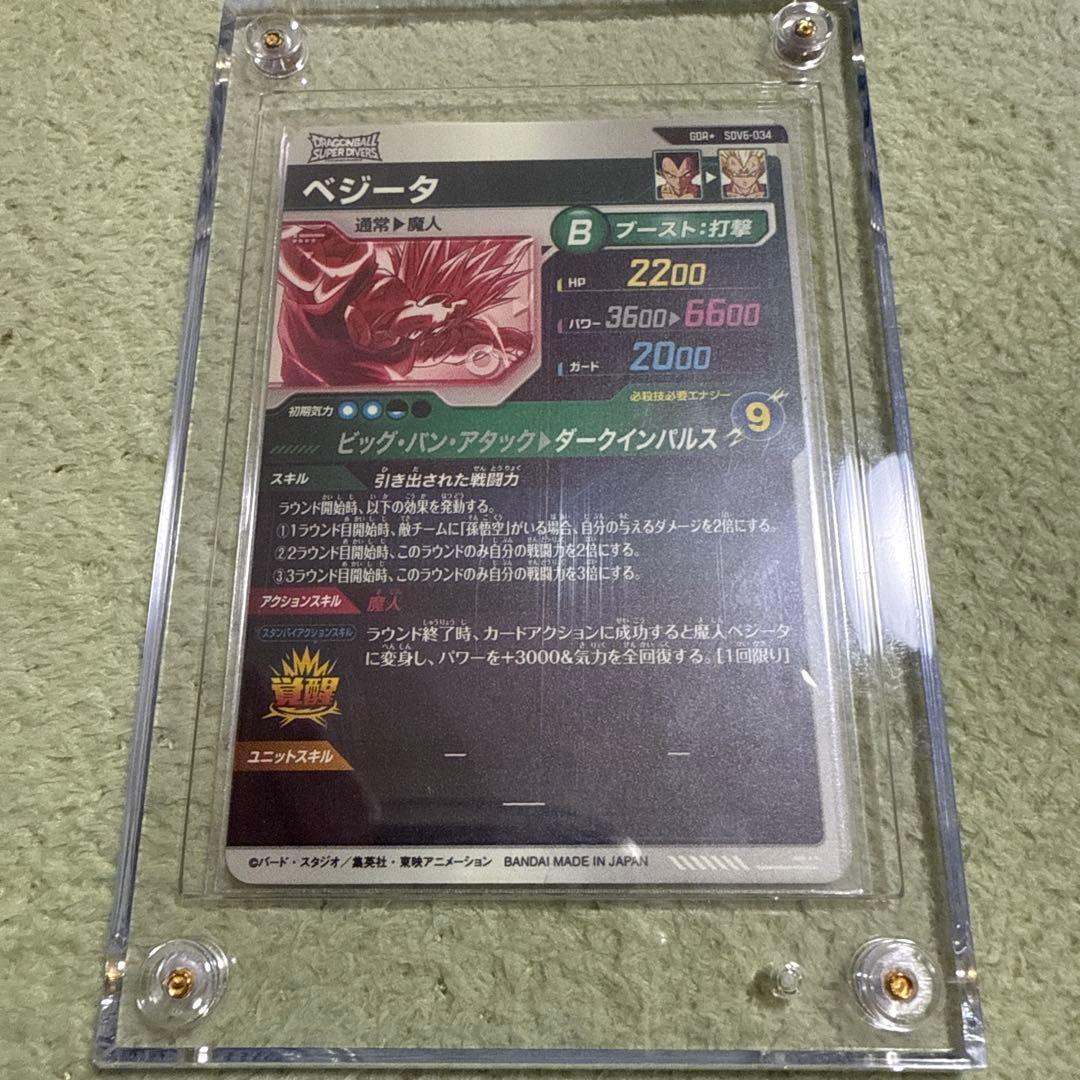 DRAGONBALL
SUPER DIVERS
GDR★ SDV6-034
ベジータ
通常▶魔人
B ブースト:打撃
HP 2200
パワー 3600▶6600
ガード 2000
必殺技必要エナジー
9
初期気力
ビッグ・バン・アタック▶ダークインパルス
スキル 引き出された戦闘力
ラウンド開始時、以下の効果を発動する。
①1ラウンド目開始時、敵チームに「孫悟空」がいる場合、自分の与えるダメージを2倍にする。
②2ラウンド目開始時、このラウンドのみ自分の戦闘力を2倍にする。
③3ラウンド目開始時、このラウンドのみ自分の戦闘力を3倍にする。
アクションスキル 魔人
スタンバイアクションスキル
ラウンド終了時、カードアクションに成功すると魔人ベジータ
に変身し、パワーを+3000&気力を全回復する。[1回限り]
覚醒
ユニットスキル ー ー
ー
©バード・スタジオ/集英社・東映アニメーション BANDAI MADE IN JAPAN